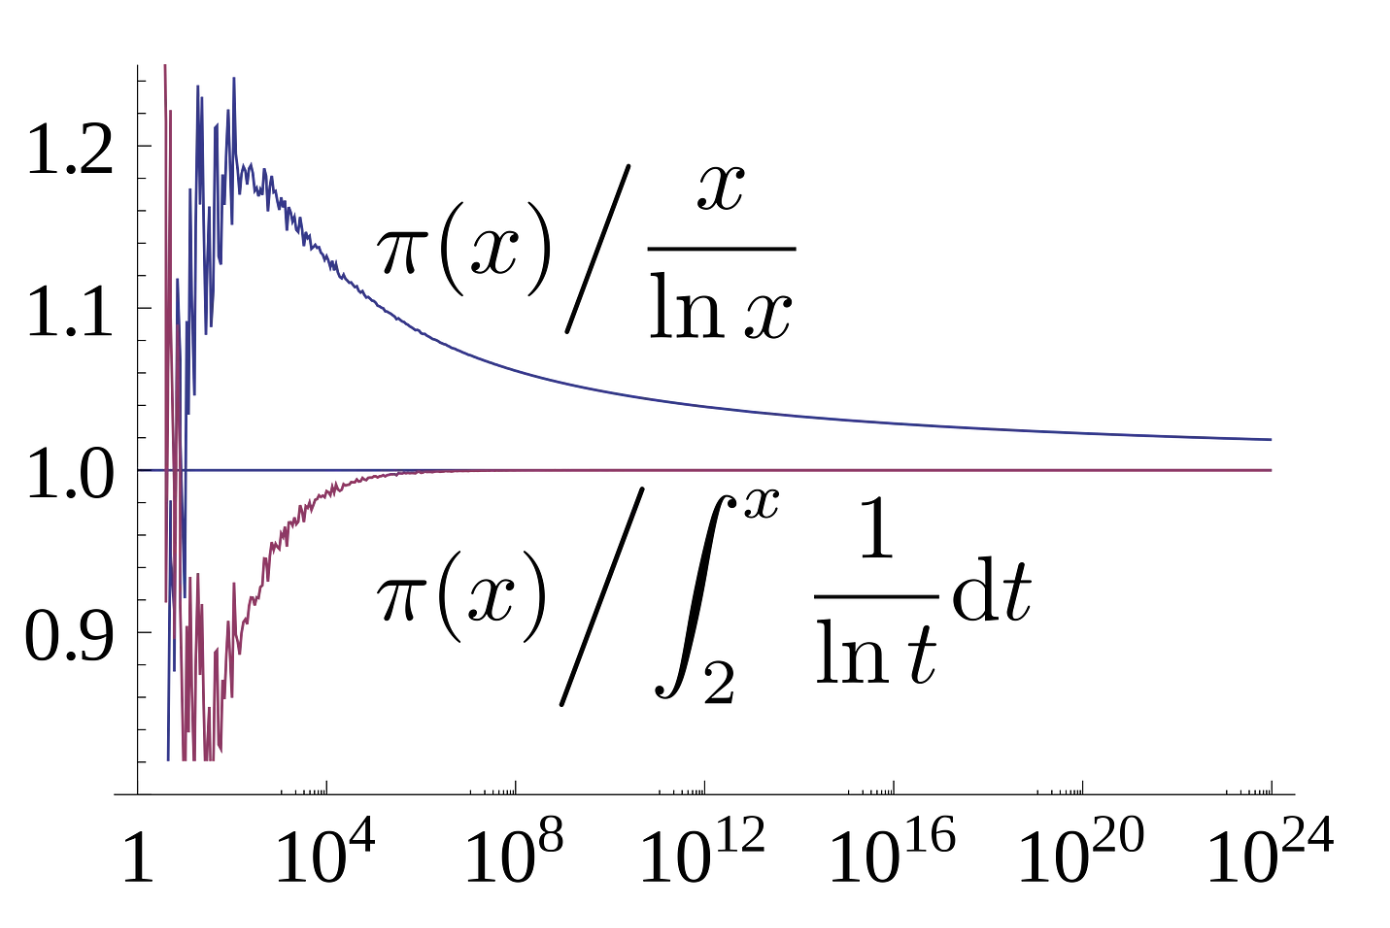 1.2
1.1
1.0
0.9
π(x) / x/ln x
π(x) / ∫₂ˣ 1/ln t dt
1 10⁴ 10⁸ 10¹² 10¹⁶ 10²⁰ 10²⁴